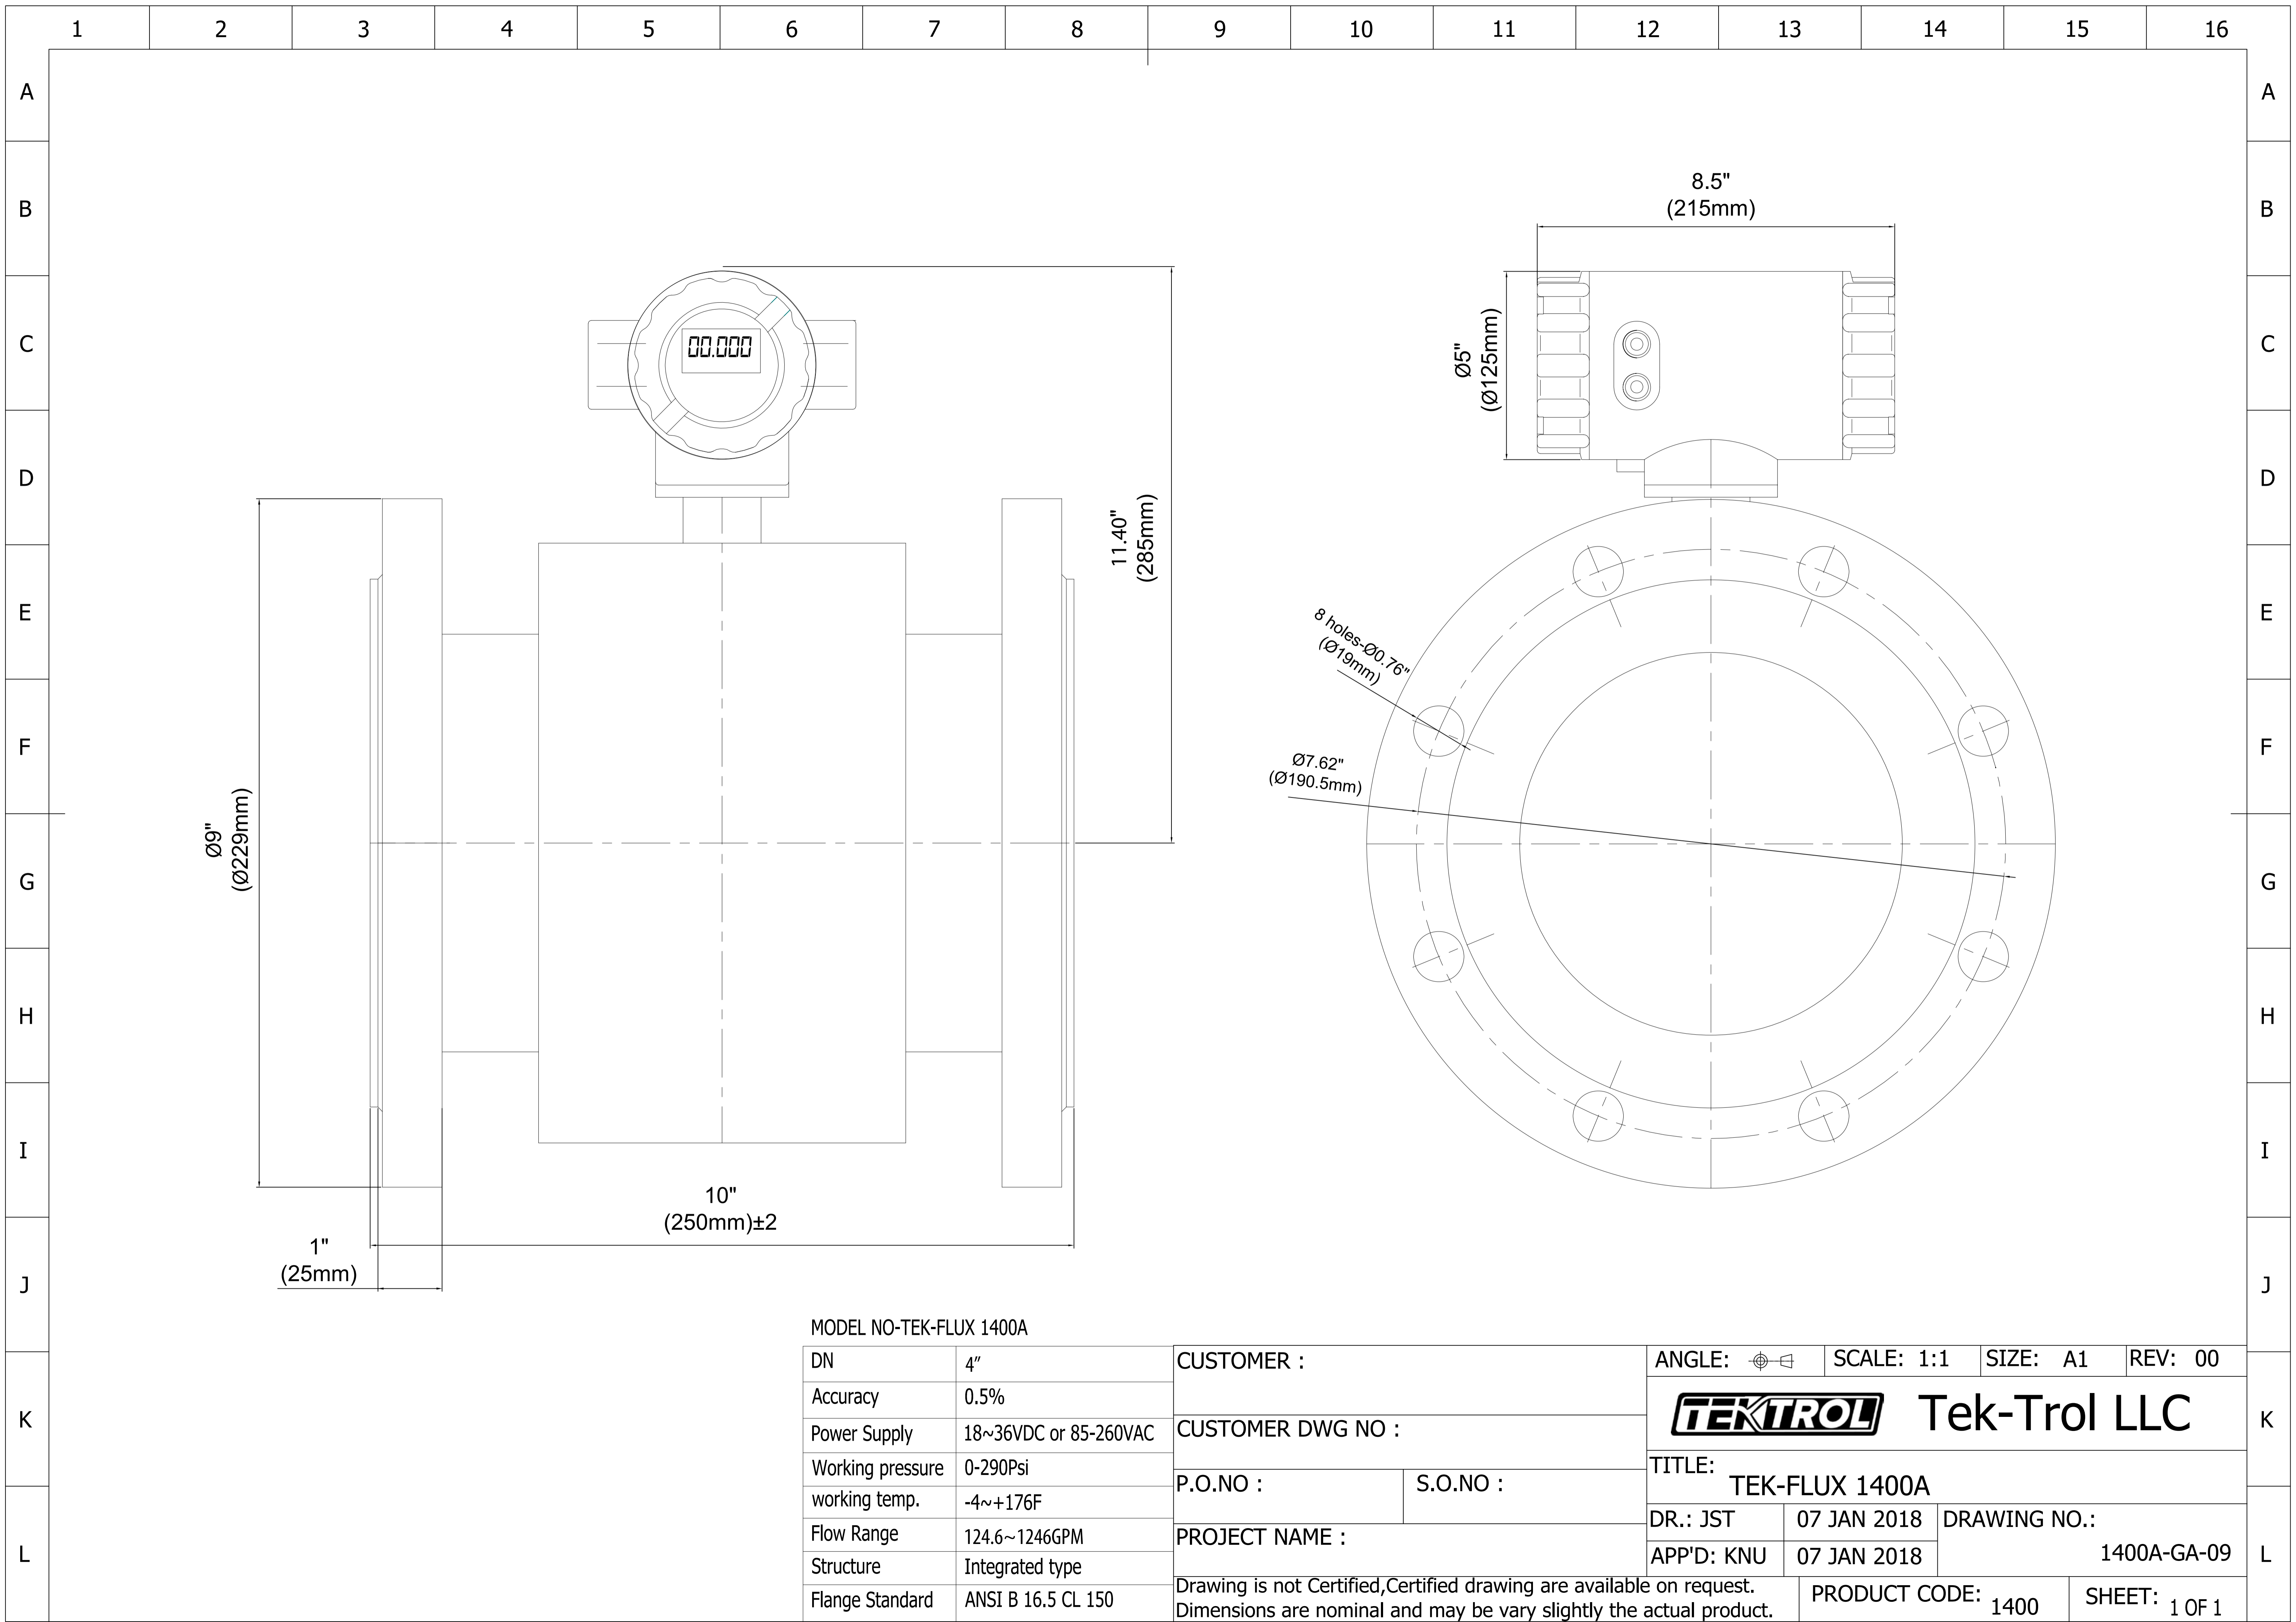 1 2 3 4 5 6 7 8 9 10 11 12 13 14 15 16
A A
B B
C C
D D
E E
F F
G G
H H
I I
J J
K K
L L
8.5"
(215mm)
Ø5"
(Ø125mm)
00.000
11.40"
(285mm)
Ø9"
(Ø229mm)
8 holes-Ø0.76"
(Ø19mm)
Ø7.62"
(Ø190.5mm)
10"
(250mm)±2
1"
(25mm)
MODEL NO-TEK-FLUX 1400A
DN 4"
Accuracy 0.5%
Power Supply 18~36VDC or 85-260VAC
Working pressure 0-290Psi
working temp. -4~+176F
Flow Range 124.6~1246GPM
Structure Integrated type
Flange Standard ANSI B 16.5 CL 150
CUSTOMER :
CUSTOMER DWG NO :
P.O.NO : S.O.NO :
PROJECT NAME :
Drawing is not Certified,Certified drawing are available on request.
Dimensions are nominal and may be vary slightly the actual product.
ANGLE: SCALE: 1:1 SIZE: A1 REV: 00
TEKTROL Tek-Trol LLC
TITLE:
TEK-FLUX 1400A
DR.: JST 07 JAN 2018 DRAWING NO.:
APP'D: KNU 07 JAN 2018 1400A-GA-09
PRODUCT CODE: 1400 SHEET: 1 OF 1